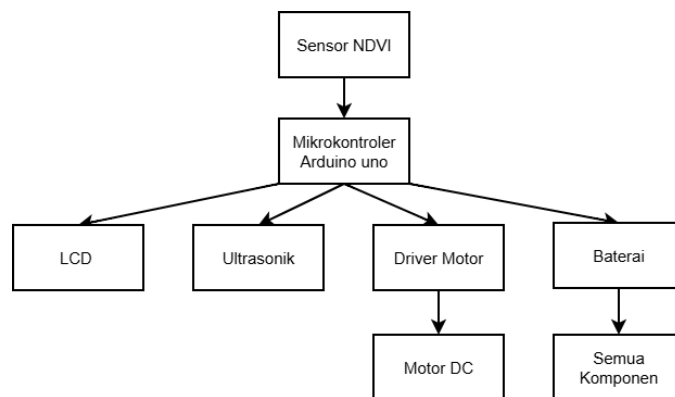 Sensor NDVI
Mikrokontroler
Arduino uno
LCD
Ultrasonik
Driver Motor
Baterai
Motor DC
Semua
Komponen